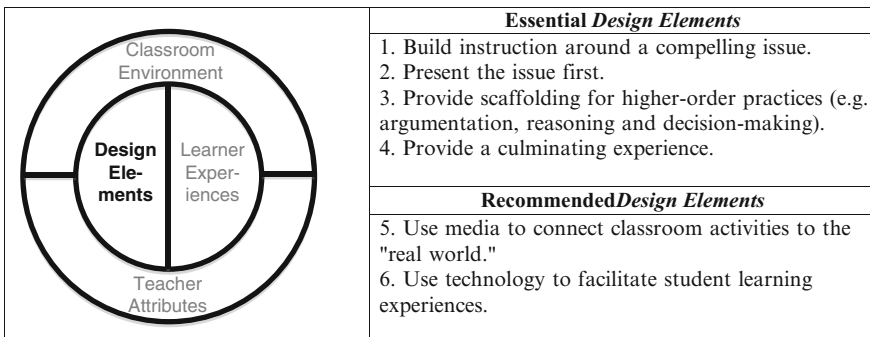 Classroom
Environment
Design
Ele-
ments
Learner
Exper-
iences
Teacher
Attributes
Essential Design Elements
1. Build instruction around a compelling issue.
2. Present the issue first.
3. Provide scaffolding for higher-order practices (e.g.
argumentation, reasoning and decision-making).
4. Provide a culminating experience.
RecommendedDesign Elements
5. Use media to connect classroom activities to the
"real world."
6. Use technology to facilitate student learning
experiences.